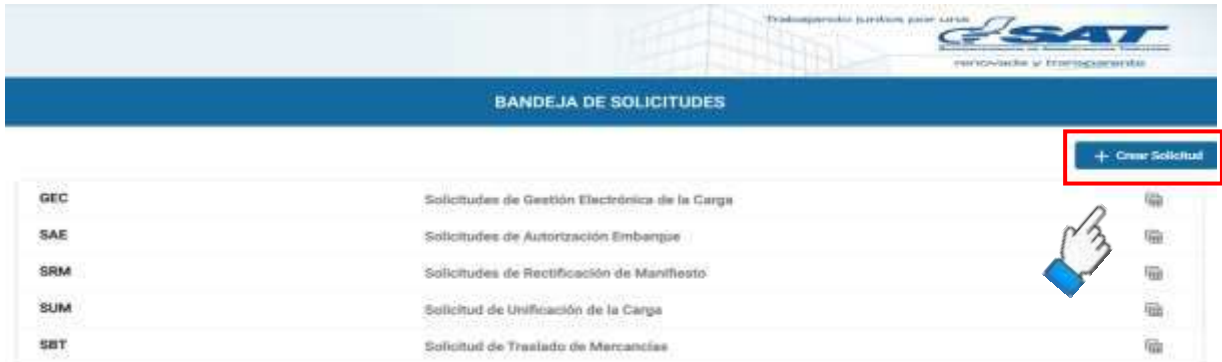 Trabajando juntos por una
SAT
renovada y transparente
BANDEJA DE SOLICITUDES
+ Crear Solicitud
GEC Solicitudes de Gestión Electrónica de la Carga
SAE Solicitudes de Autorización Embarque
SRM Solicitudes de Rectificación de Manifiesto
SUM Solicitud de Unificación de la Carga
SBT Solicitud de Traslado de Mercancías